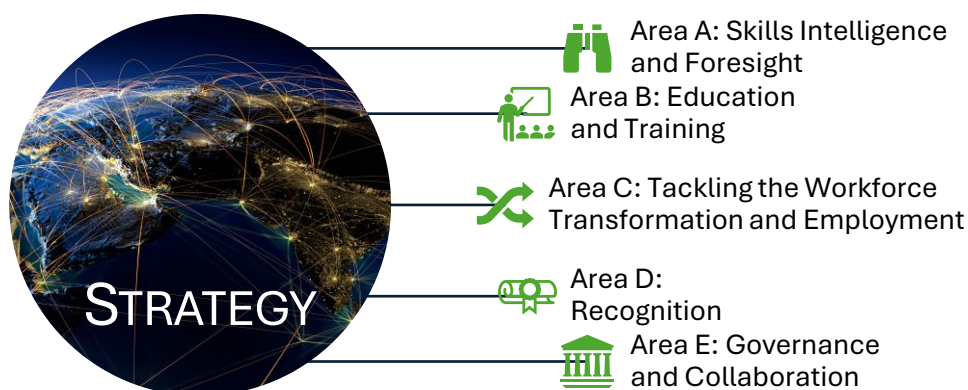 Area A: Skills Intelligence
and Foresight
Area B: Education
and Training
Area C: Tackling the Workforce
Transformation and Employment
STRATEGY
Area D:
Recognition
Area E: Governance
and Collaboration